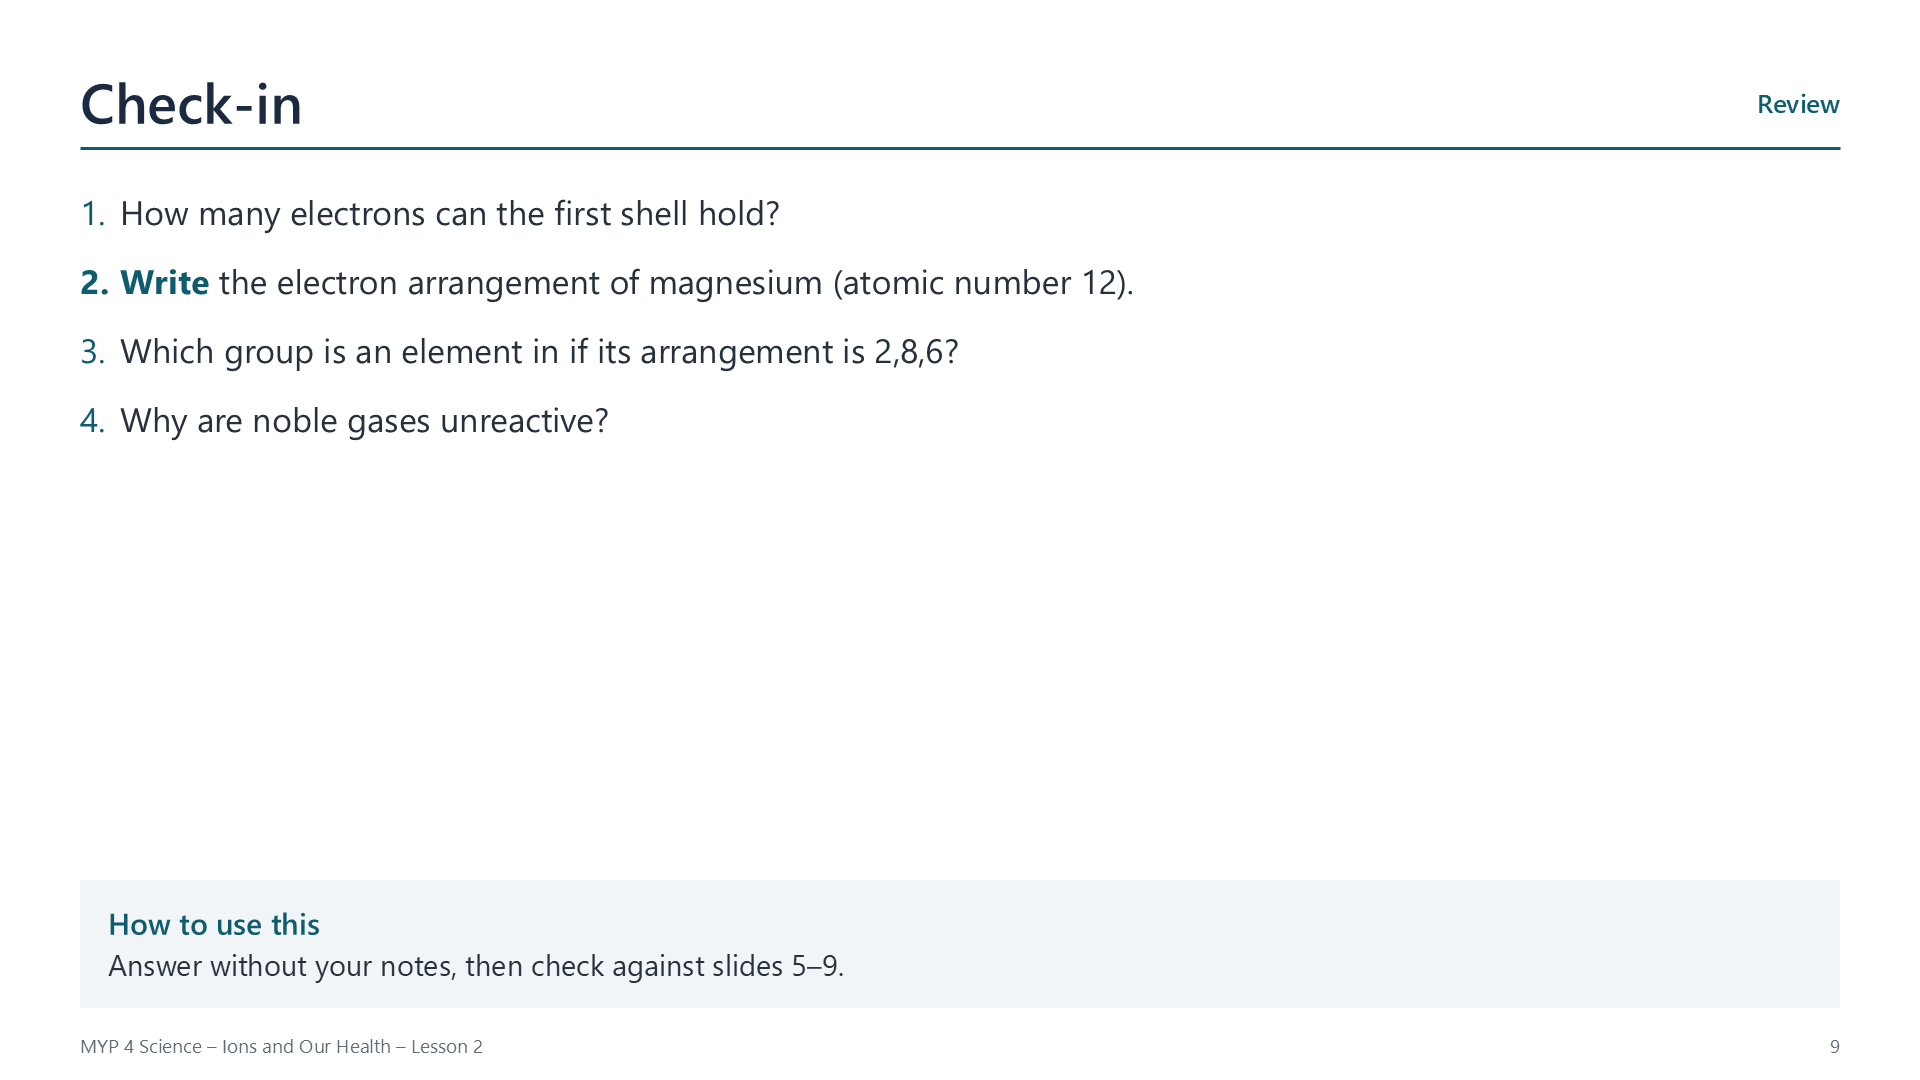 Check-in
Review
1. How many electrons can the first shell hold?
2. Write the electron arrangement of magnesium (atomic number 12).
3. Which group is an element in if its arrangement is 2,8,6?
4. Why are noble gases unreactive?
How to use this
Answer without your notes, then check against slides 5–9.
MYP 4 Science – Ions and Our Health – Lesson 2
9